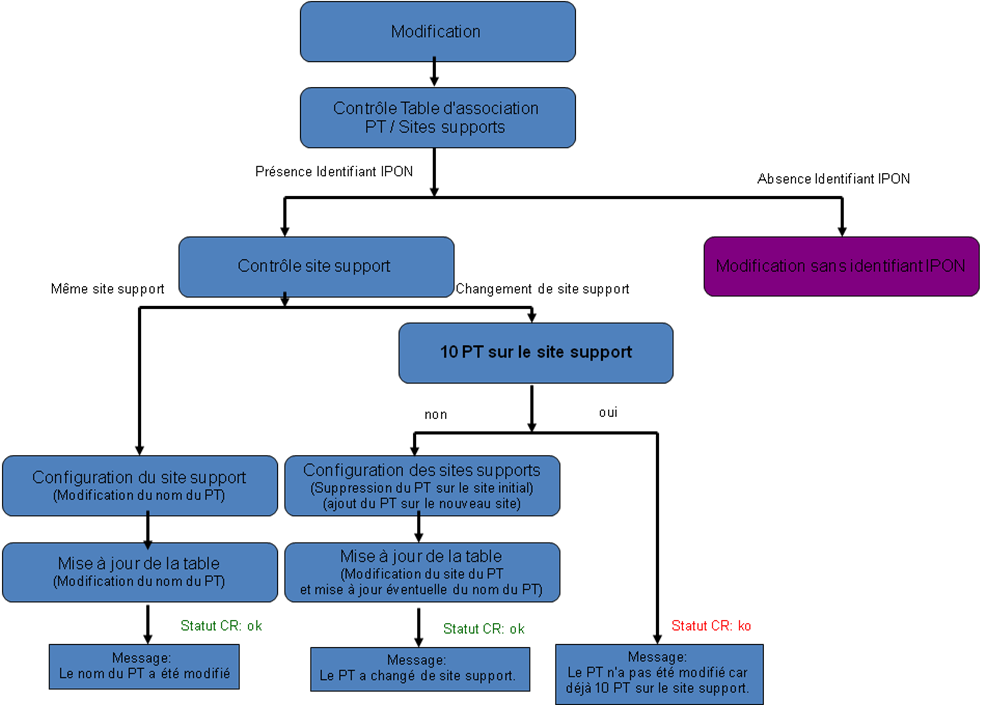 Modification
Contrôle Table d'association
PT / Sites supports
Présence Identifiant IPON
Absence Identifiant IPON
Contrôle site support
Modification sans identifiant IPON
Même site support
Changement de site support
10 PT sur le site support
non
oui
Configuration du site support
(Modification du nom du PT)
Configuration des sites supports
(Suppression du PT sur le site initial)
(ajout du PT sur le nouveau site)
Mise à jour de la table
(Modification du nom du PT)
Mise à jour de la table
(Modification du site du PT
et mise à jour éventuelle du nom du PT)
Statut CR: ok
Statut CR: ok
Statut CR: ko
Message:
Le nom du PT a été modifié
Message:
Le PT a changé de site support.
Message:
Le PT n'a pas été modifié car
déjà 10 PT sur le site support.